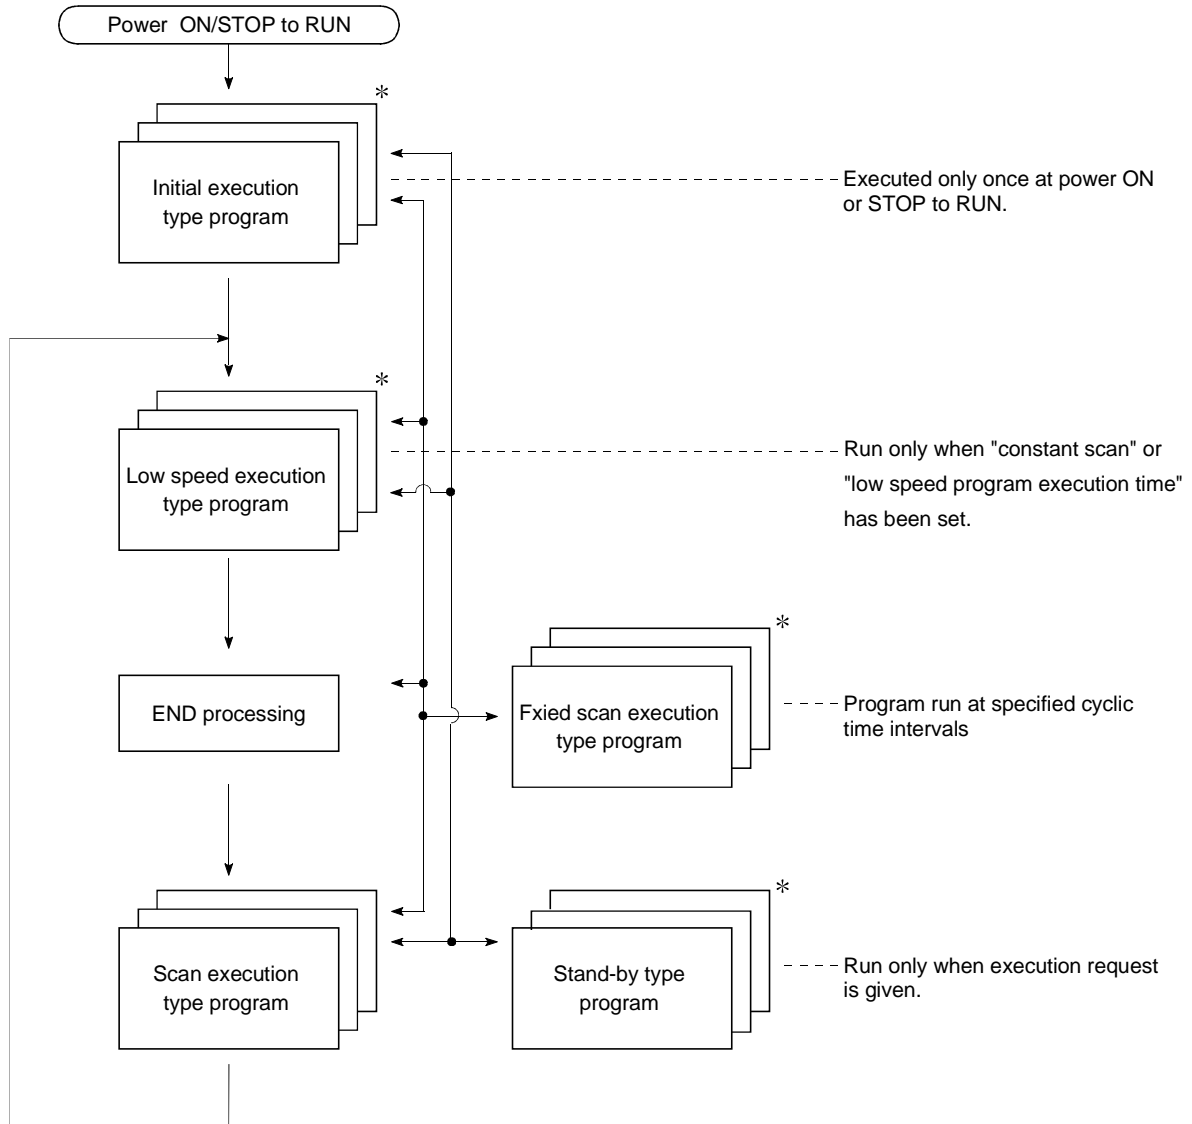 Power ON/STOP to RUN
*
Initial execution
type program
Executed only once at power ON
or STOP to RUN.
*
Low speed execution
type program
Run only when "constant scan" or
"low speed program execution time"
has been set.
END processing
*
Fxied scan execution
type program
Program run at specified cyclic
time intervals
Scan execution
type program
*
Stand-by type
program
Run only when execution request
is given.